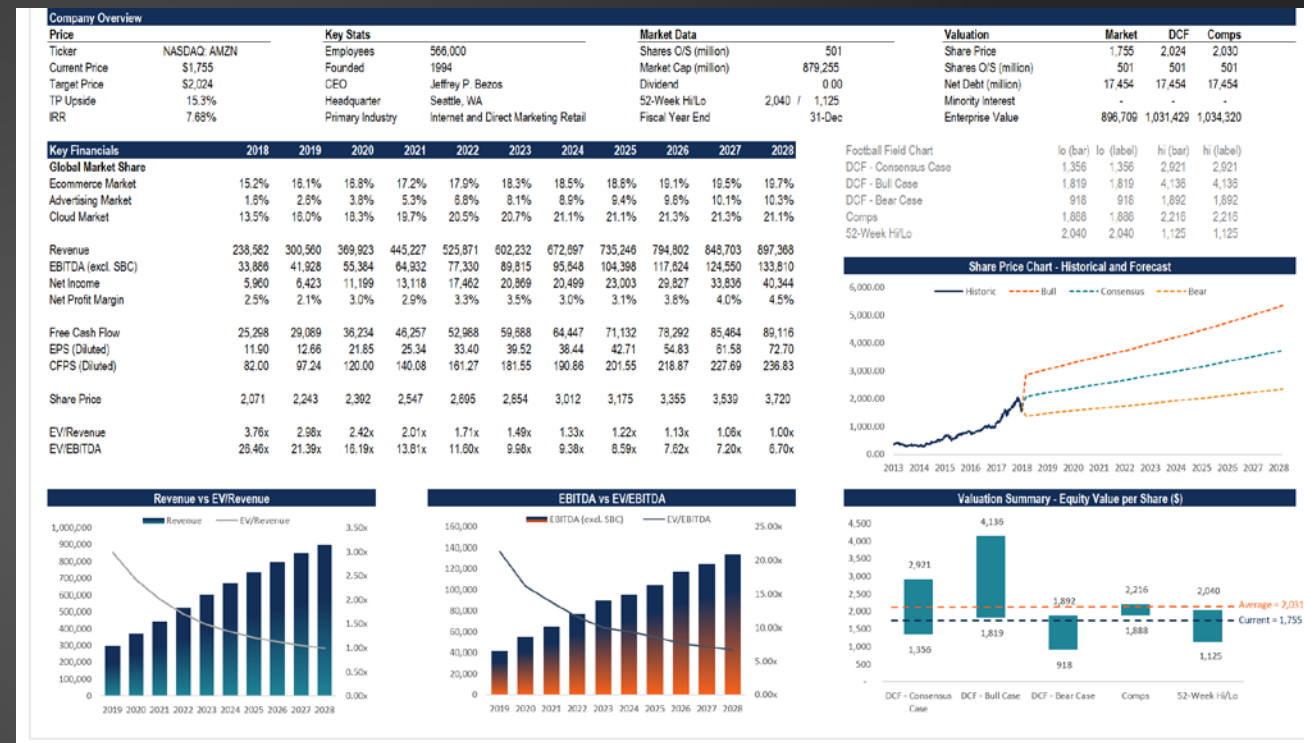 Company Overview
Price Key Stats Market Data Valuation Market DCF Comps
Ticker NASDAQ: AMZN Employees 566,000 Shares O/S (million) 501 Share Price 1,755 2,024 2,030
Current Price $1,755 Founded 1994 Market Cap (million) 879,255 Shares O/S (million) 501 501 501
Target Price $2,024 CEO Jeffrey P. Bezos Dividend 0.00 Net Debt (million) 17,454 17,454 17,454
TP Upside 15.3% Headquarter Seattle, WA 52-Week Hi/Lo 2,040 / 1,125 Minority Interest - - -
IRR 7.68% Primary Industry Internet and Direct Marketing Retail Fiscal Year End 31-Dec Enterprise Value 896,709 1,031,429 1,034,320
Key Financials 2018 2019 2020 2021 2022 2023 2024 2025 2026 2027 2028
Global Market Share
Ecommerce Market 15.2% 16.1% 16.8% 17.2% 17.9% 18.3% 18.5% 18.8% 19.1% 19.5% 19.7%
Advertising Market 1.6% 2.6% 3.8% 5.3% 6.8% 8.1% 8.9% 9.4% 9.8% 10.1% 10.3%
Cloud Market 13.5% 16.0% 18.3% 19.7% 20.5% 20.7% 21.1% 21.1% 21.3% 21.3% 21.1%
Revenue 238,582 300,560 369,923 445,227 525,871 602,232 672,697 735,246 794,802 848,703 897,368
EBITDA (excl. SBC) 33,886 41,928 55,384 64,932 77,330 89,815 95,648 104,398 117,624 124,550 133,810
Net Income 5,960 6,423 11,199 13,118 17,462 20,869 20,499 23,003 29,827 33,836 40,344
Net Profit Margin 2.5% 2.1% 3.0% 2.9% 3.3% 3.5% 3.0% 3.1% 3.8% 4.0% 4.5%
Free Cash Flow 25,298 29,089 36,234 46,257 52,988 59,688 64,447 71,132 78,292 85,464 89,116
EPS (Diluted) 11.90 12.66 21.85 25.34 33.40 39.52 38.44 42.71 54.83 61.58 72.70
CFPS (Diluted) 82.00 97.24 120.00 140.08 161.27 181.55 190.86 201.55 218.87 227.69 236.83
Share Price 2,071 2,243 2,392 2,547 2,695 2,854 3,012 3,175 3,355 3,539 3,720
EV/Revenue 3.76x 2.98x 2.42x 2.01x 1.71x 1.49x 1.33x 1.22x 1.13x 1.06x 1.00x
EV/EBITDA 26.46x 21.39x 16.19x 13.81x 11.60x 9.98x 9.38x 8.59x 7.62x 7.20x 6.70x
Football Field Chart lo (bar) lo (label) hi (bar) hi (label)
DCF - Consensus Case 1,356 1,356 2,921 2,921
DCF - Bull Case 1,819 1,819 4,136 4,136
DCF - Bear Case 918 918 1,892 1,892
Comps 1,888 1,888 2,216 2,216
52-Week Hi/Lo 2,040 2,040 1,125 1,125
Share Price Chart - Historical and Forecast
Historic Bull Consensus Bear
6,000.00
5,000.00
4,000.00
3,000.00
2,000.00
1,000.00
0.00
2013 2014 2015 2016 2017 2018 2019 2020 2021 2022 2023 2024 2025 2026 2027 2028
Revenue vs EV/Revenue
Revenue EV/Revenue
1,000,000 3.50x
900,000
800,000 3.00x
700,000 2.50x
600,000 2.00x
500,000
400,000 1.50x
300,000 1.00x
200,000
100,000 0.50x
0 0.00x
2019 2020 2021 2022 2023 2024 2025 2026 2027 2028
EBITDA vs EV/EBITDA
EBITDA (excl. SBC) EV/EBITDA
160,000 25.00x
140,000
120,000 20.00x
100,000 15.00x
80,000
60,000 10.00x
40,000 5.00x
20,000
0 0.00x
2019 2020 2021 2022 2023 2024 2025 2026 2027 2028
Valuation Summary - Equity Value per Share ($)
4,500 4,136
4,000
3,500
3,000 2,921
2,500 2,216 2,040
2,000 1,892 Average = 2,031
1,500 1,819 1,888 Current = 1,755
1,000 1,356 1,125
500 918
-
DCF - Consensus Case DCF - Bull Case DCF - Bear Case Comps 52-Week Hi/Lo